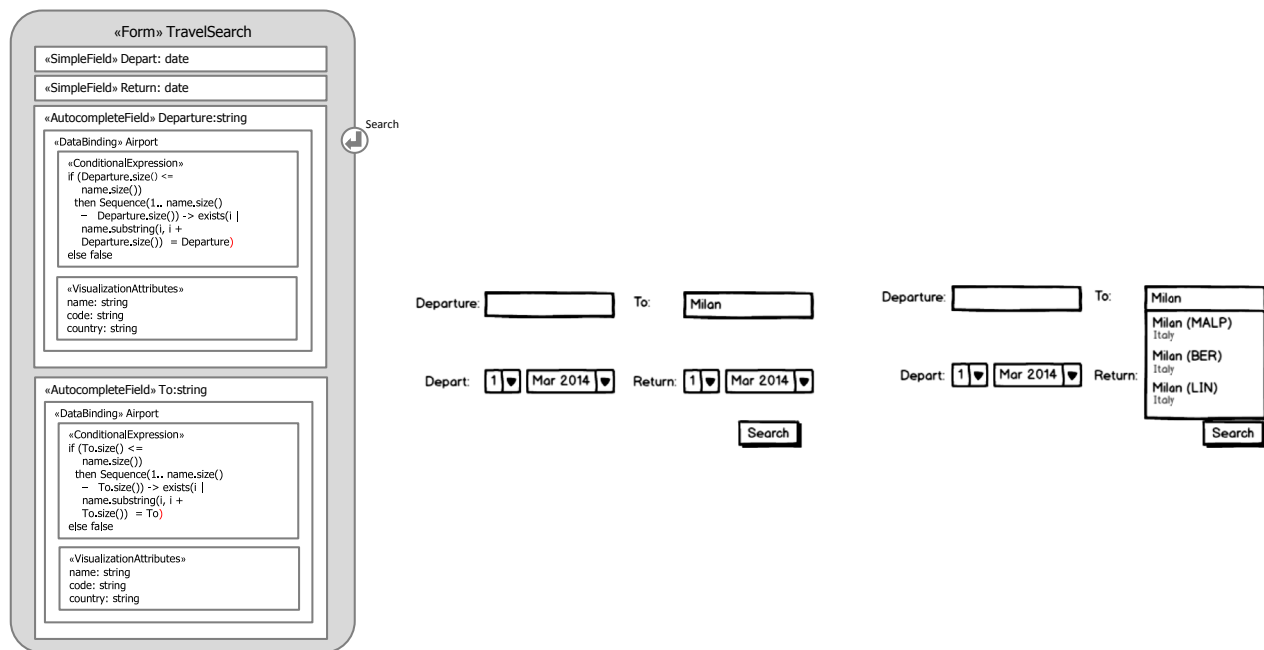 «Form» TravelSearch
«SimpleField» Depart: date
«SimpleField» Return: date
«AutocompleteField» Departure:string
«DataBinding» Airport
«ConditionalExpression»
if (Departure.size() <=
name.size())
then Sequence(1.. name.size()
– Departure.size()) -> exists(i |
name.substring(i, i +
Departure.size()) = Departure)
else false
«VisualizationAttributes»
name: string
code: string
country: string
«AutocompleteField» To:string
«DataBinding» Airport
«ConditionalExpression»
if (To.size() <=
name.size())
then Sequence(1.. name.size()
– To.size()) -> exists(i |
name.substring(i, i +
To.size()) = To)
else false
«VisualizationAttributes»
name: string
code: string
country: string
Search
Departure: To: Milan
Depart: 1 Mar 2014 Return: 1 Mar 2014
Search
Departure: To: Milan
Milan (MALP)
Italy
Milan (BER)
Italy
Milan (LIN)
Italy
Depart: 1 Mar 2014 Return:
Search